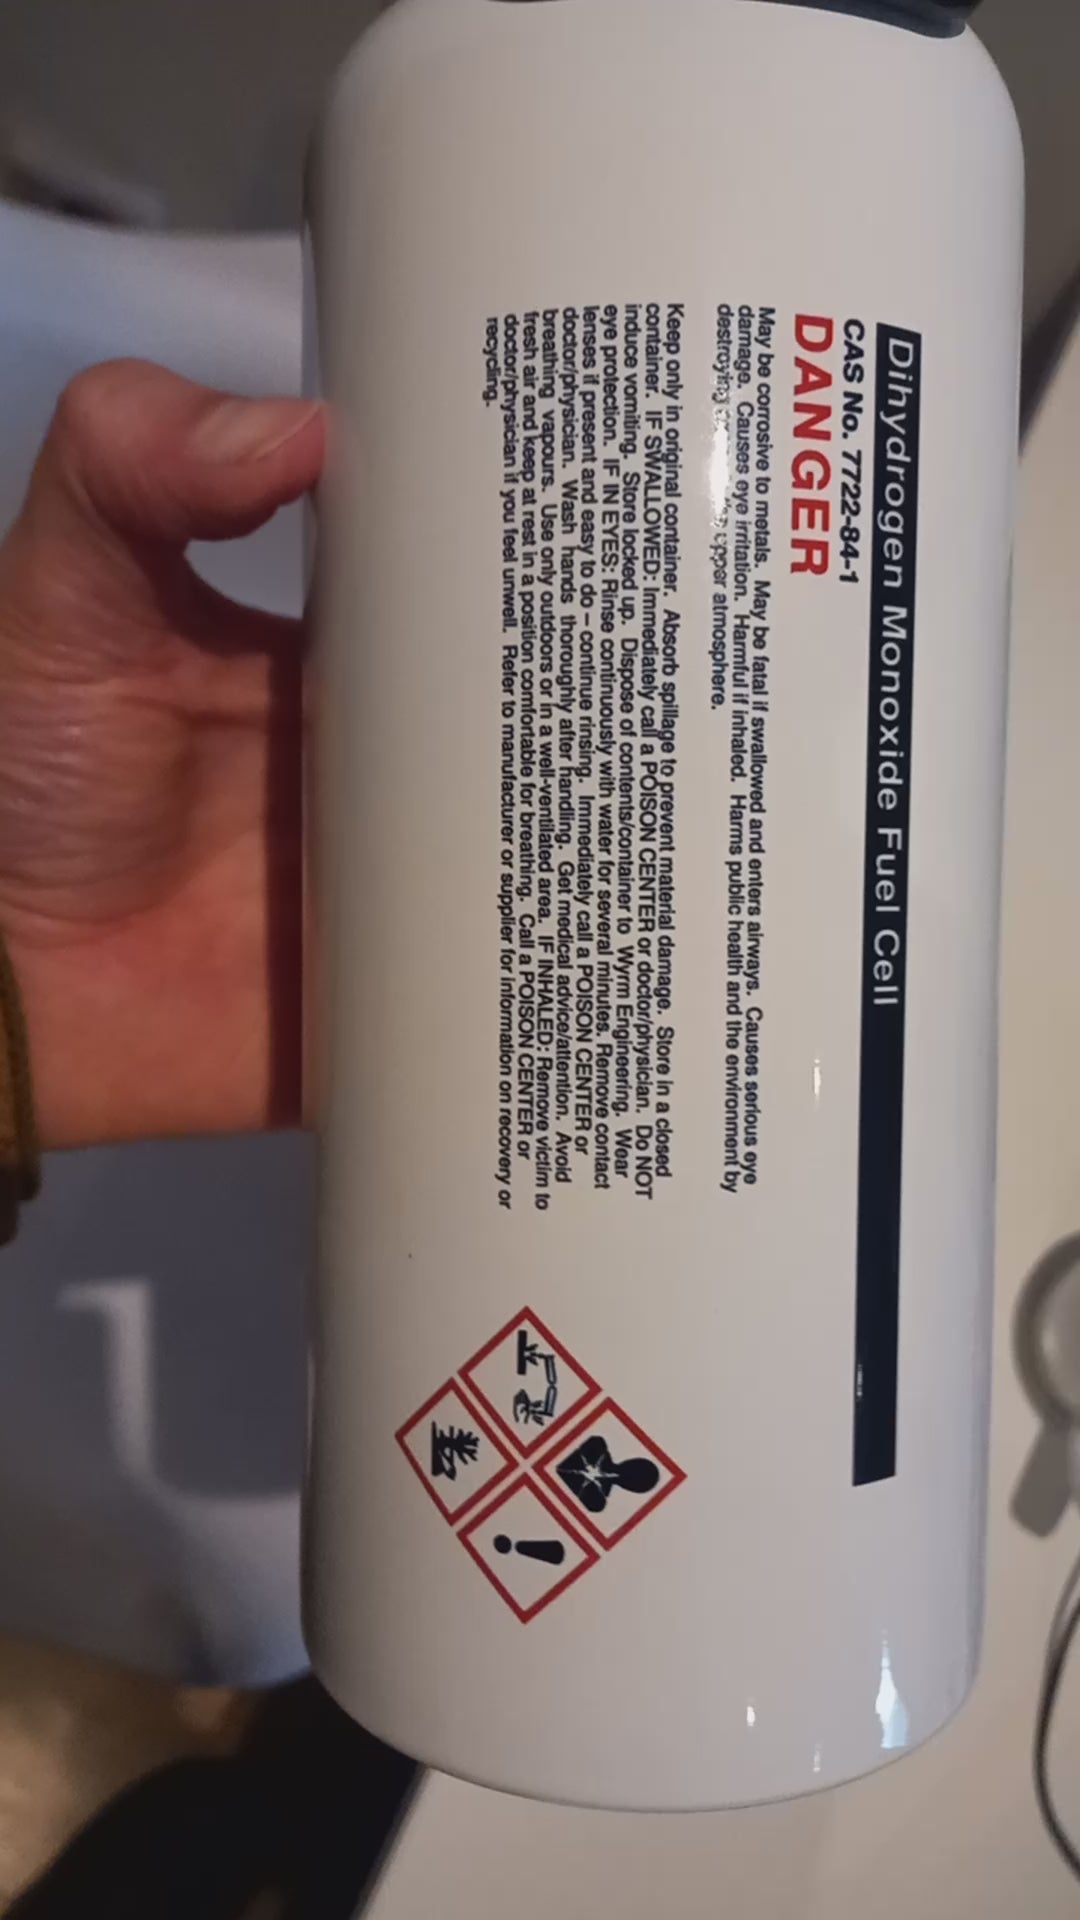 Dihydrogen Monoxide Fuel Cell
CAS No. 7722-84-1
DANGER
May be corrosive to metals. May be fatal if swallowed and enters airways. Causes serious eye
damage. Causes eye irritation. Harmful if inhaled. Harms public health and the environment by
destroying upper atmosphere.
Keep only in original container. Absorb spillage to prevent material damage. Store in a closed
container. IF SWALLOWED: Immediately call a POISON CENTER or doctor/physician. Do NOT
induce vomiting. Store locked up. Dispose of contents/container to Wyrm Engineering. Wear
eye protection. IF IN EYES: Rinse continuously with water for several minutes. Remove contact
lenses if present and easy to do – continue rinsing. Immediately call a POISON CENTER or
doctor/physician. Wash hands thoroughly after handling. Get medical advice/attention. Avoid
breathing vapours. Use only outdoors or in a well-ventilated area. IF INHALED: Remove victim to
fresh air and keep at rest in a position comfortable for breathing. Call a POISON CENTER or
doctor/physician if you feel unwell. Refer to manufacturer or supplier for information on recovery or
recycling.